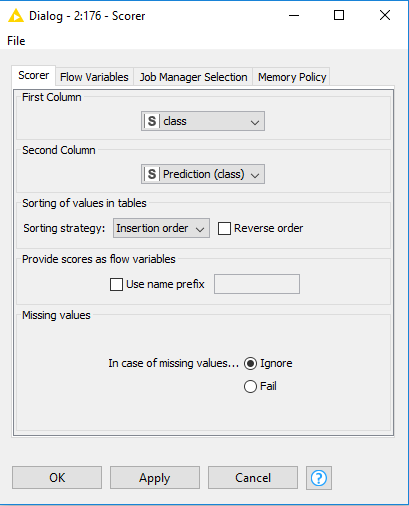 Dialog - 2:176 - Scorer
File
Scorer Flow Variables Job Manager Selection Memory Policy
First Column
S class
Second Column
S Prediction (class)
Sorting of values in tables
Sorting strategy: Insertion order Reverse order
Provide scores as flow variables
Use name prefix
Missing values
In case of missing values... Ignore
Fail
OK Apply Cancel ?